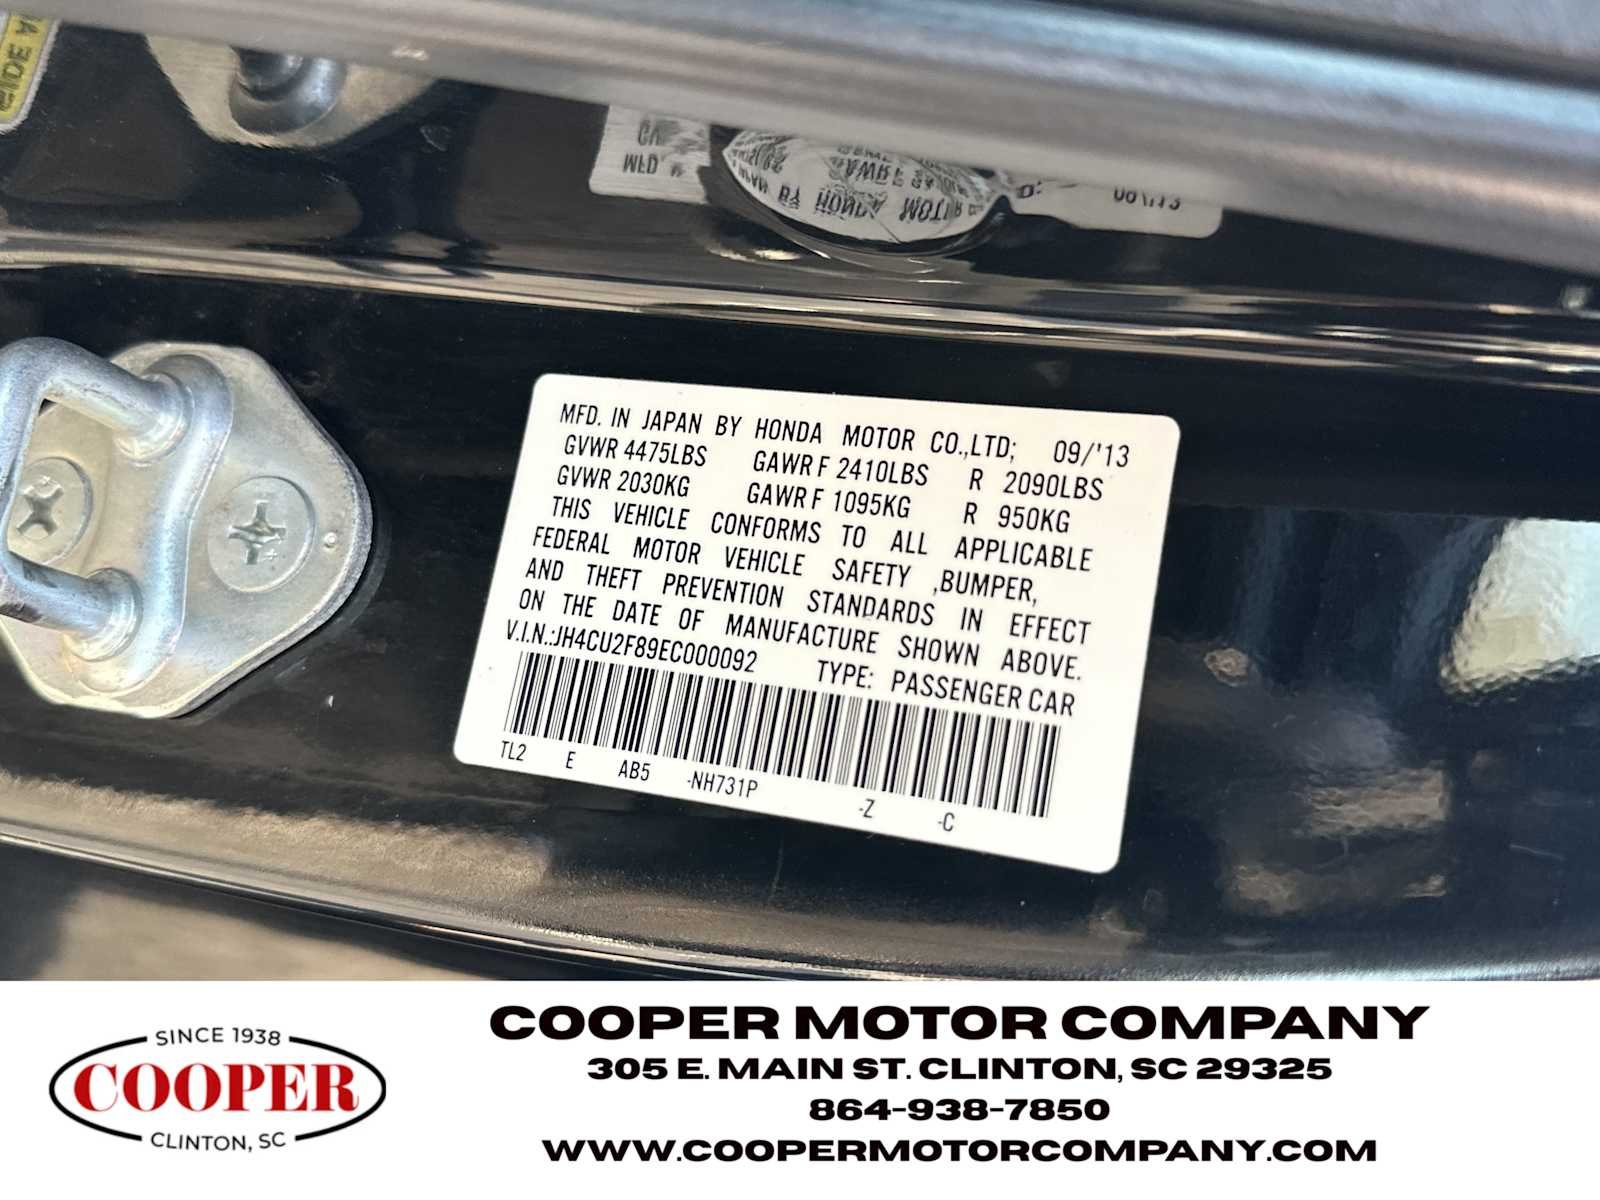 MFD. IN JAPAN BY HONDA MOTOR CO.,LTD; 09/'13
GVWR 4475LBS GAWR F 2410LBS R 2090LBS
GVWR 2030KG GAWR F 1095KG R 950KG
THIS VEHICLE CONFORMS TO ALL APPLICABLE
FEDERAL MOTOR VEHICLE SAFETY ,BUMPER,
AND THEFT PREVENTION STANDARDS IN EFFECT
ON THE DATE OF MANUFACTURE SHOWN ABOVE.
V.I.N.:JH4CU2F89EC000092 TYPE: PASSENGER CAR
TL2 E AB5 -NH731P -Z -C
SINCE 1938
COOPER
CLINTON, SC
COOPER MOTOR COMPANY
305 E. MAIN ST. CLINTON, SC 29325
864-938-7850
WWW.COOPERMOTORCOMPANY.COM